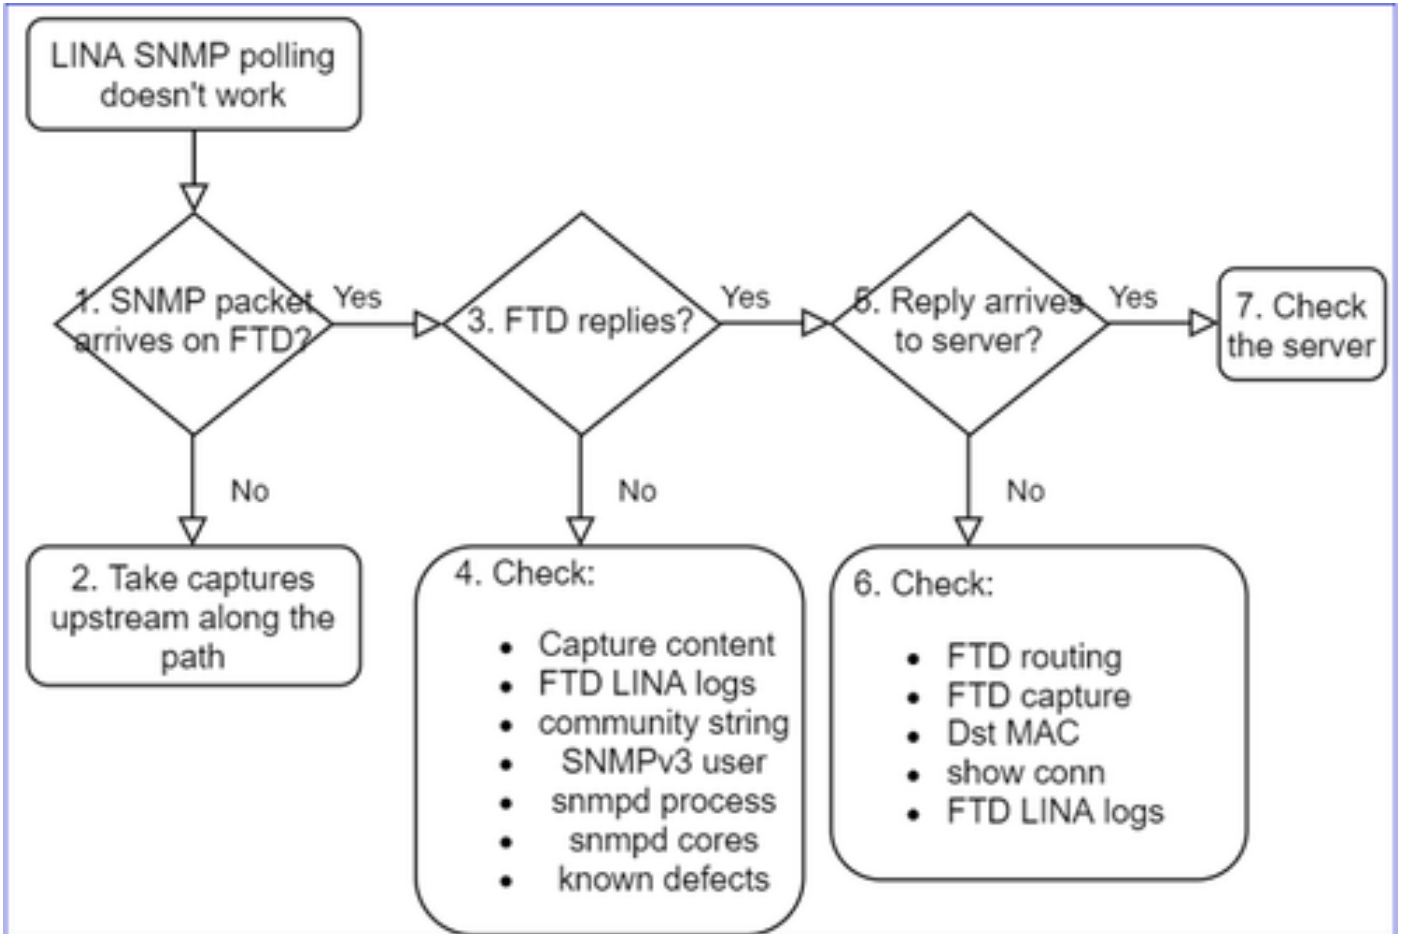 LINA SNMP polling
doesn't work
1. SNMP packet
arrives on FTD?
Yes
3. FTD replies?
Yes
5. Reply arrives
to server?
Yes
7. Check
the server
No
No
No
2. Take captures
upstream along the
path
4. Check:
• Capture content
• FTD LINA logs
• community string
• SNMPv3 user
• snmpd process
• snmpd cores
• known defects
6. Check:
• FTD routing
• FTD capture
• Dst MAC
• show conn
• FTD LINA logs